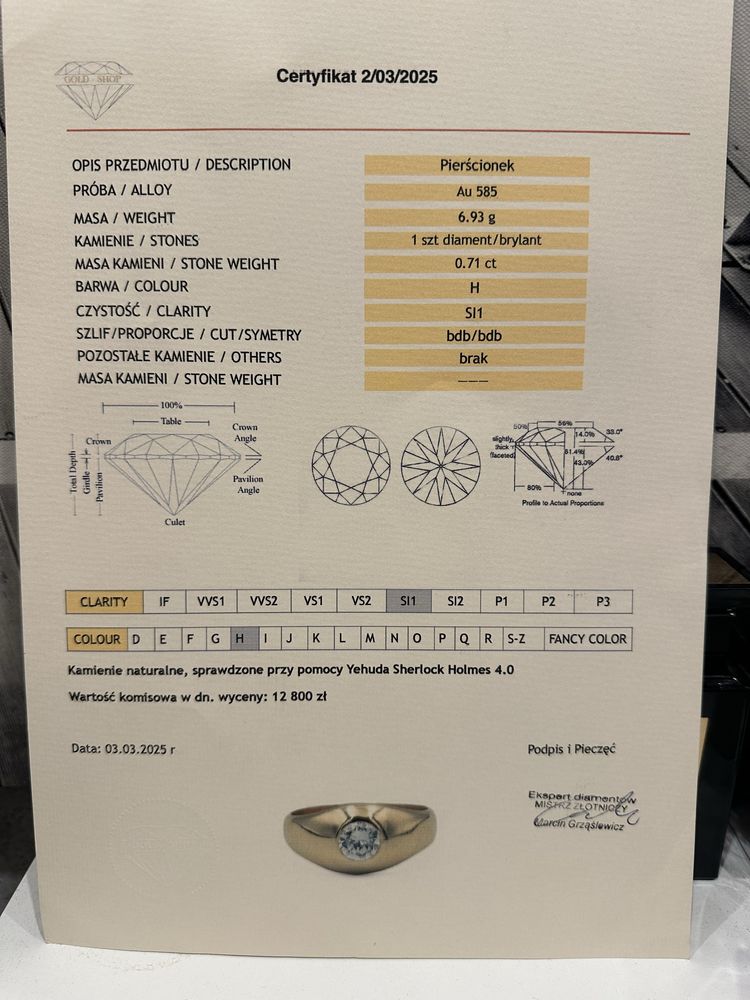 GOLD - SHOP
Certyfikat 2/03/2025
OPIS PRZEDMIOTU / DESCRIPTION Pierścionek
PRÓBA / ALLOY Au 585
MASA / WEIGHT 6.93 g
KAMIENIE / STONES 1 szt diament/brylant
MASA KAMIENI / STONE WEIGHT 0.71 ct
BARWA / COLOUR H
CZYSTOŚĆ / CLARITY SI1
SZLIF/PROPORCJE / CUT/SYMETRY bdb/bdb
POZOSTAŁE KAMIENIE / OTHERS brak
MASA KAMIENI / STONE WEIGHT ———
100%
Table
Crown
Crown Angle
Total Depth
Girdle
Pavilion
Pavilion Angle
Culet
50%
56%
14.0%
33.0°
slightly thick (faceted)
61.4%
43.0%
40.8°
80%
none
Profile to Actual Proportions
CLARITY IF VVS1 VVS2 VS1 VS2 SI1 SI2 P1 P2 P3
COLOUR D E F G H I J K L M N O P Q R S-Z FANCY COLOR
Kamienie naturalne, sprawdzone przy pomocy Yehuda Sherlock Holmes 4.0
Wartość komisowa w dn. wyceny: 12 800 zł
Data: 03.03.2025 r Podpis i Pieczęć
Ekspert diamentów
MISTRZ ZŁOTNICZY
Marcin Grząślewicz